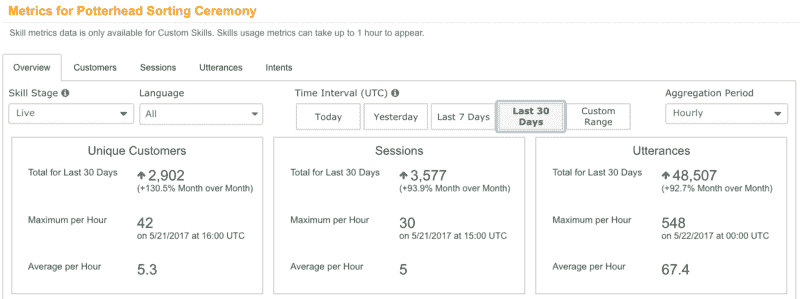 Metrics for Potterhead Sorting Ceremony
Skill metrics data is only available for Custom Skills. Skills usage metrics can take up to 1 hour to appear.
Overview Customers Sessions Utterances Intents
Skill Stage Language Time Interval (UTC) Aggregation Period
Live All Today Yesterday Last 7 Days Last 30 Days Custom Range Hourly
Unique Customers
Total for Last 30 Days 2,902
(+130.5% Month over Month)
Maximum per Hour 42
on 5/21/2017 at 16:00 UTC
Average per Hour 5.3
Sessions
Total for Last 30 Days 3,577
(+93.9% Month over Month)
Maximum per Hour 30
on 5/21/2017 at 15:00 UTC
Average per Hour 5
Utterances
Total for Last 30 Days 48,507
(+92.7% Month over Month)
Maximum per Hour 548
on 5/22/2017 at 00:00 UTC
Average per Hour 67.4